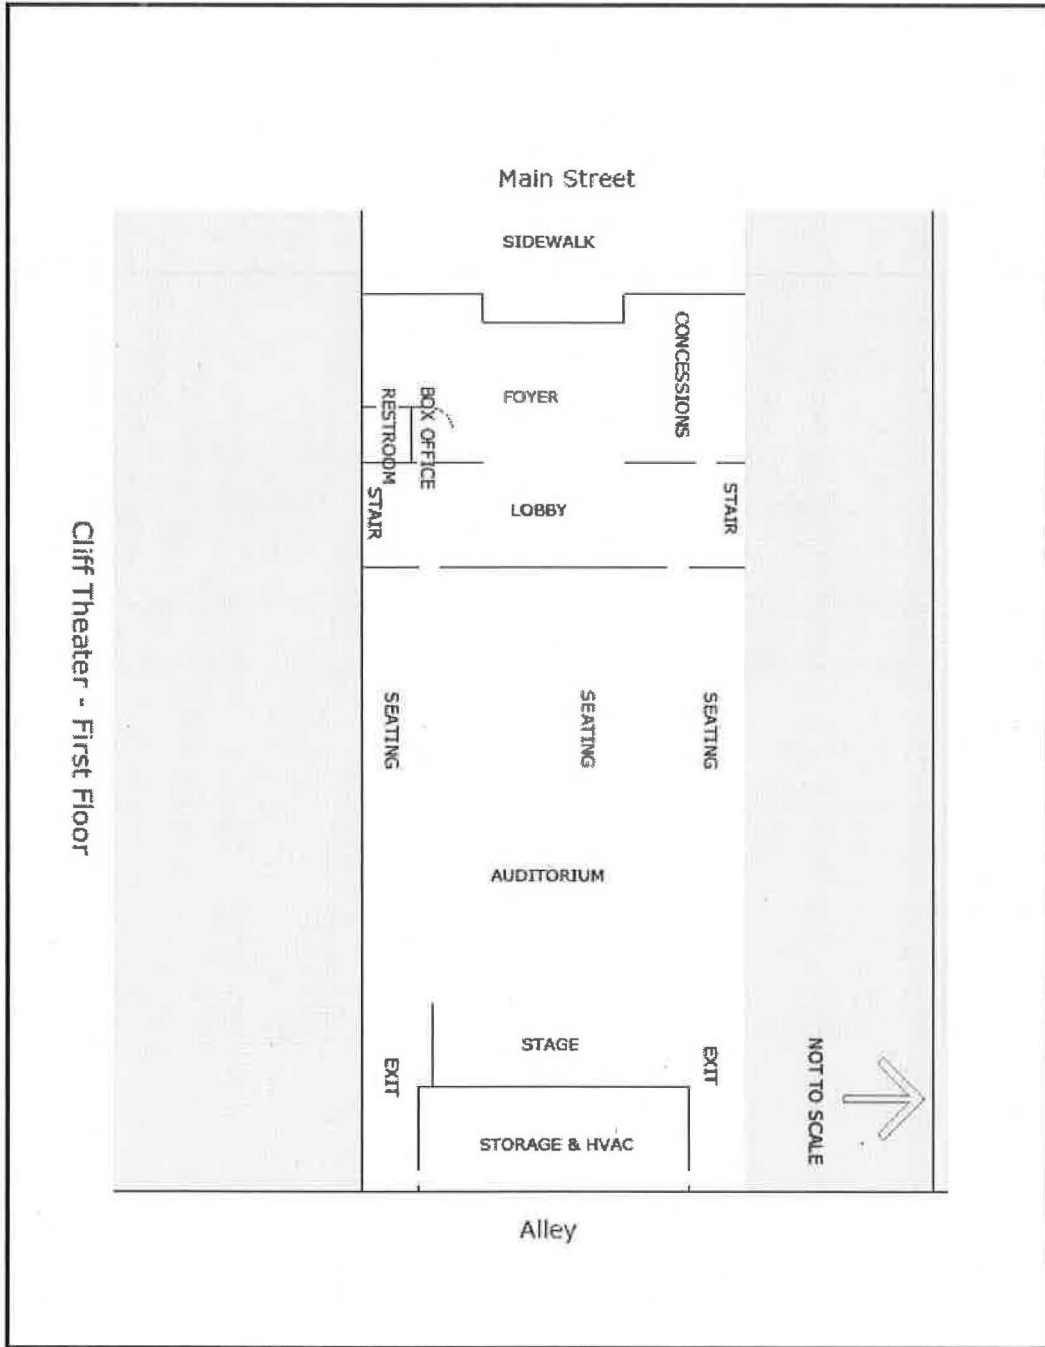 Main Street
SIDEWALK
CONCESSIONS
FOYER
BOX OFFICE
RESTROOM
STAIR
LOBBY
STAIR
Cliff Theater - First Floor
SEATING
SEATING
SEATING
AUDITORIUM
EXIT
STAGE
EXIT
NOT TO SCALE
STORAGE & HVAC
Alley